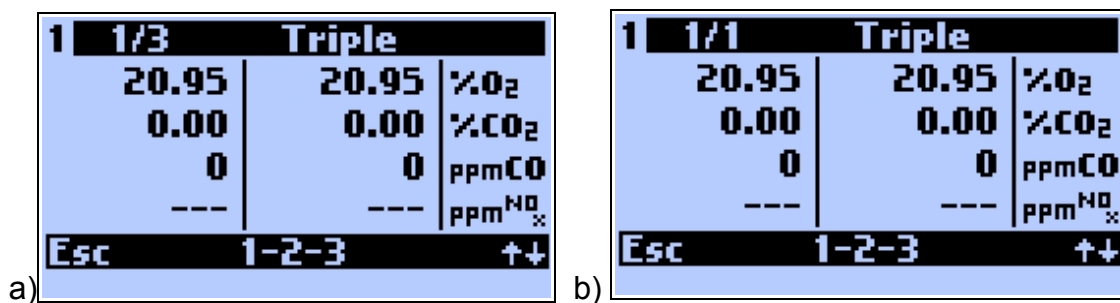 1 1/3 Triple
20.95 20.95 %O₂
0.00 0.00 %CO₂
0 0 ppmCO
--- --- ppmNOx
Esc 1-2-3 ↑↓
a)
1 1/1 Triple
20.95 20.95 %O₂
0.00 0.00 %CO₂
0 0 ppmCO
--- --- ppmNOx
Esc 1-2-3 ↑↓
b)